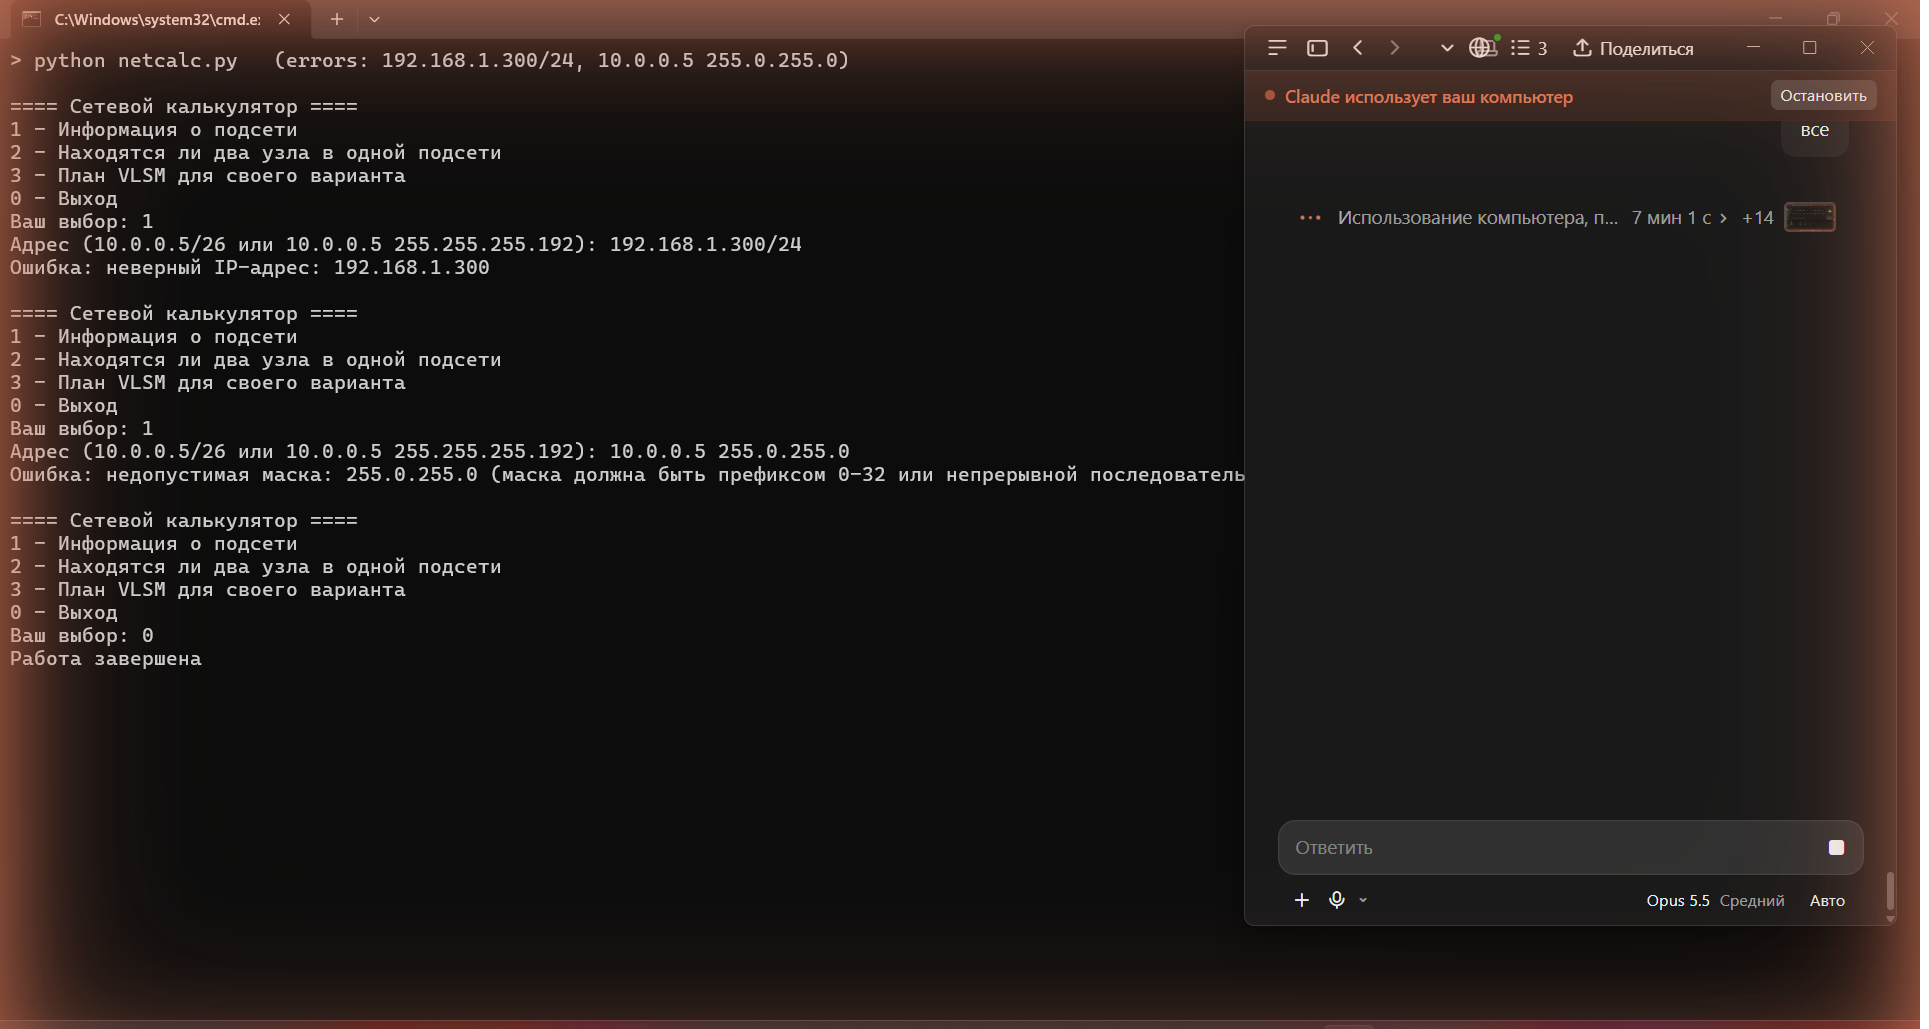 C:\Windows\system32\cmd.e
> python netcalc.py   (errors: 192.168.1.300/24, 10.0.0.5 255.0.255.0)
==== Сетевой калькулятор ====
1 - Информация о подсети
2 - Находятся ли два узла в одной подсети
3 - План VLSM для своего варианта
0 - Выход
Ваш выбор: 1
Адрес (10.0.0.5/26 или 10.0.0.5 255.255.255.192): 192.168.1.300/24
Ошибка: неверный IP-адрес: 192.168.1.300
==== Сетевой калькулятор ====
1 - Информация о подсети
2 - Находятся ли два узла в одной подсети
3 - План VLSM для своего варианта
0 - Выход
Ваш выбор: 1
Адрес (10.0.0.5/26 или 10.0.0.5 255.255.255.192): 10.0.0.5 255.0.255.0
Ошибка: недопустимая маска: 255.0.255.0 (маска должна быть префиксом 0-32 или непрерывной последователь
==== Сетевой калькулятор ====
1 - Информация о подсети
2 - Находятся ли два узла в одной подсети
3 - План VLSM для своего варианта
0 - Выход
Ваш выбор: 0
Работа завершена
3 Поделиться
Claude использует ваш компьютер
Остановить
все
Использование компьютера, п... 7 мин 1 с > +14
Ответить
Opus 5.5 Средний Авто